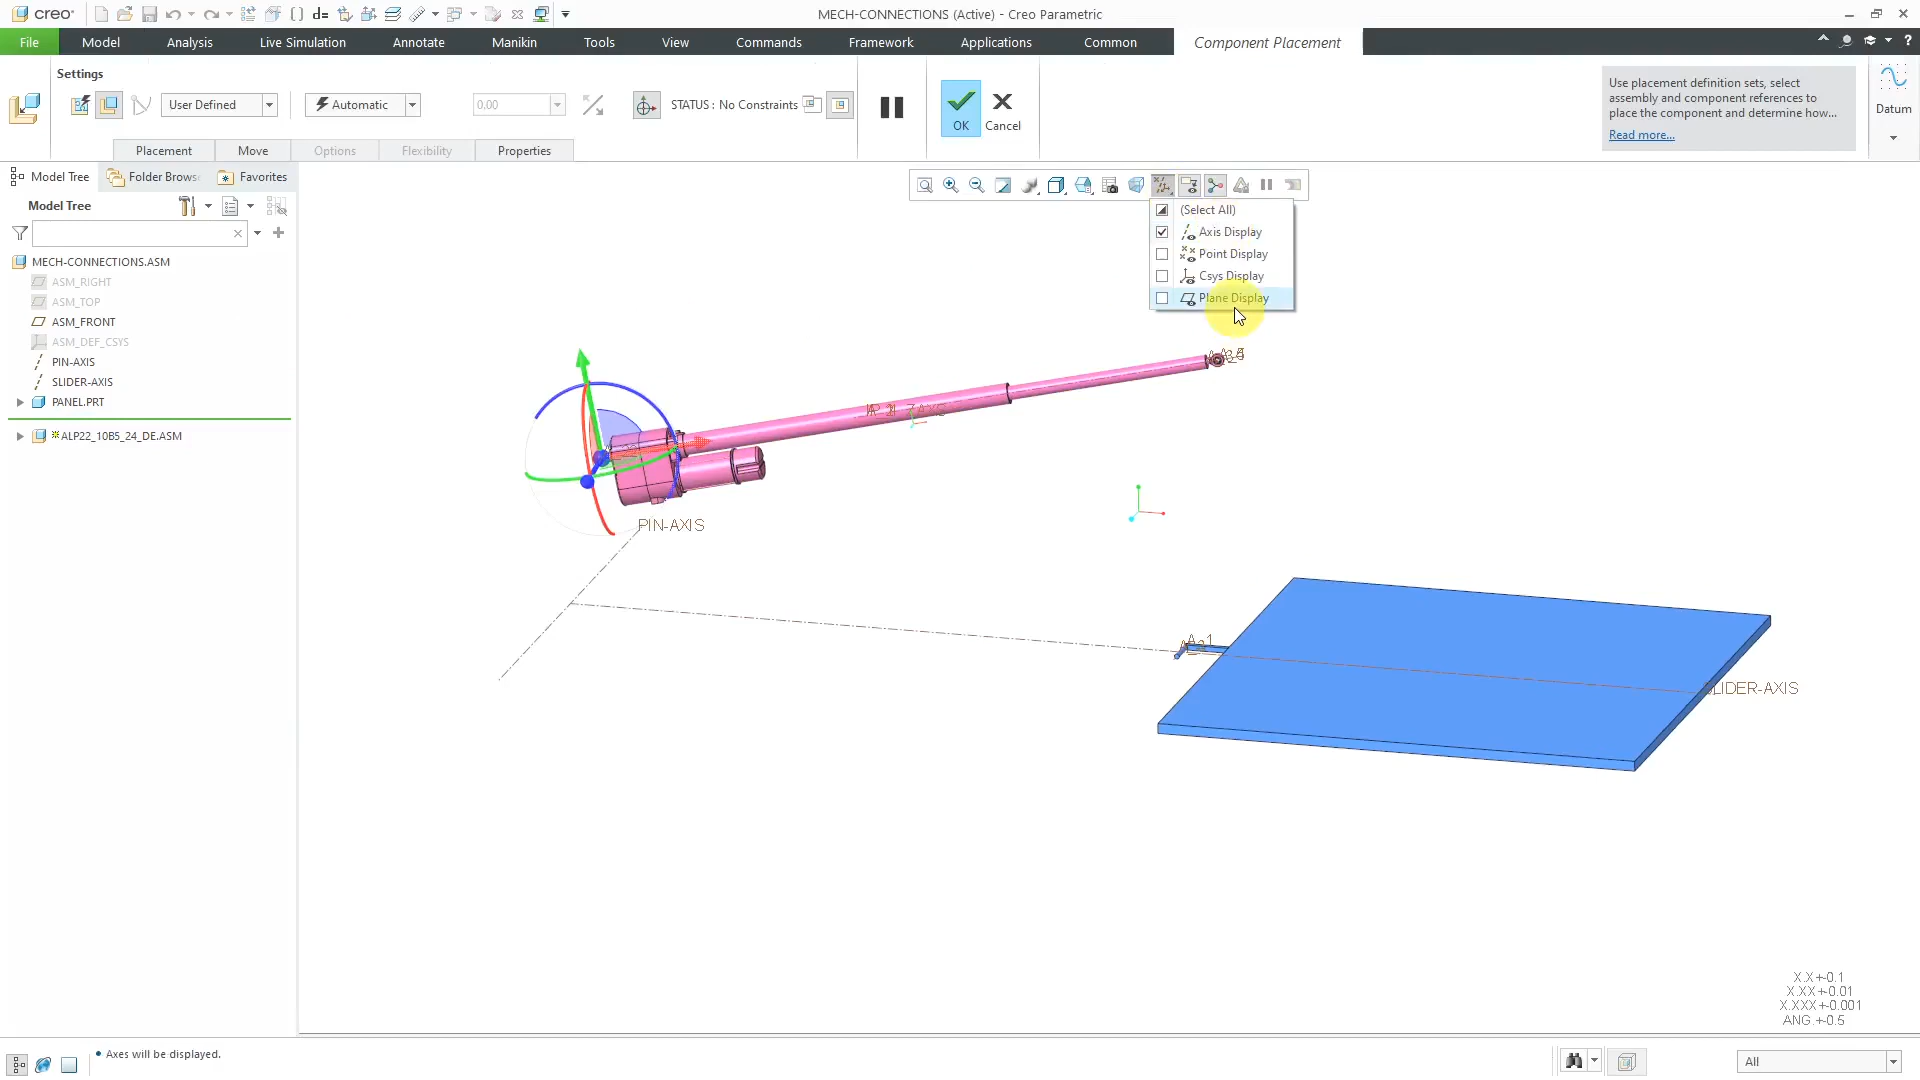 creo
d=
MECH-CONNECTIONS (Active) - Creo Parametric
File
Model
Analysis
Live Simulation
Annotate
Manikin
Tools
View
Commands
Framework
Applications
Common
Component Placement
Settings
User Defined
Automatic
0.00
STATUS : No Constraints
OK
Cancel
Use placement definition sets, select
assembly and component references to
place the component and determine how...
Read more...
Datum
Placement
Move
Options
Flexibility
Properties
Model Tree
Folder Brows
Favorites
Model Tree
(Select All)
Axis Display
Point Display
Csys Display
Plane Display
MECH-CONNECTIONS.ASM
ASM_RIGHT
ASM_TOP
ASM_FRONT
ASM_DEF_CSYS
PIN-AXIS
SLIDER-AXIS
PANEL.PRT
ALP22_10B5_24_DE.ASM
PIN-AXIS
A_1
SLIDER-AXIS
X.X+-0.1
X.XX+-0.01
X.XXX+-0.001
ANG.+-0.5
Axes will be displayed.
All